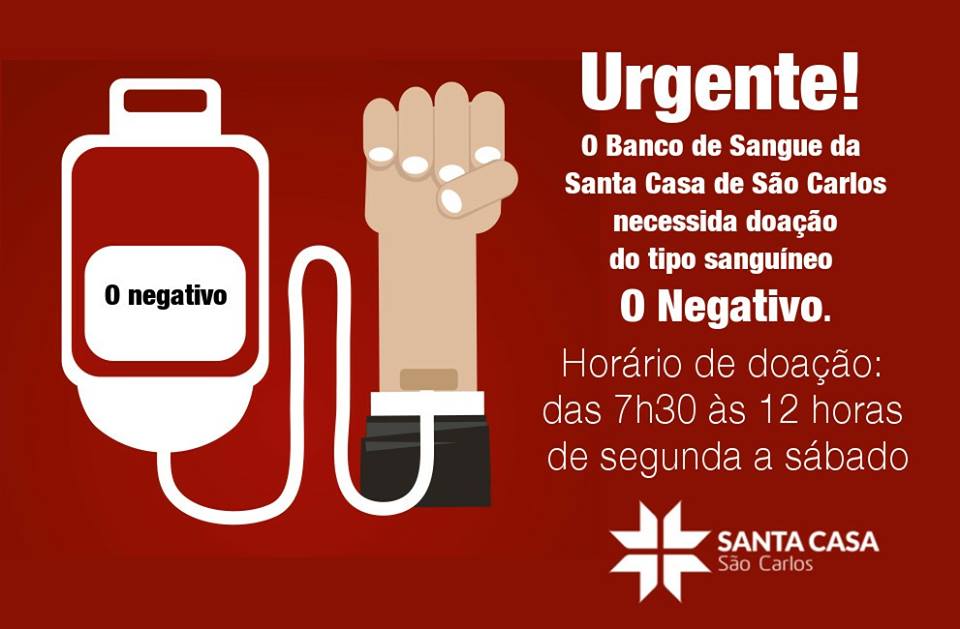 O negativo
Urgente!
O Banco de Sangue da
Santa Casa de São Carlos
necessida doação
do tipo sanguíneo
O Negativo.
Horário de doação:
das 7h30 às 12 horas
de segunda a sábado
SANTA CASA
São Carlos